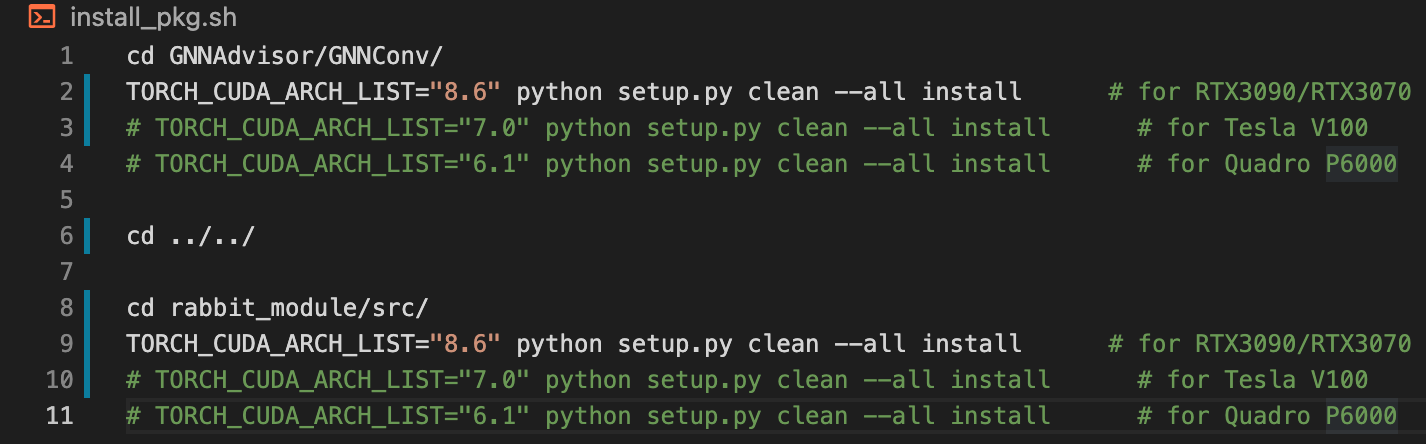 install_pkg.sh
1 cd GNNAdvisor/GNNConv/
2 TORCH_CUDA_ARCH_LIST="8.6" python setup.py clean --all install      # for RTX3090/RTX3070
3 # TORCH_CUDA_ARCH_LIST="7.0" python setup.py clean --all install      # for Tesla V100
4 # TORCH_CUDA_ARCH_LIST="6.1" python setup.py clean --all install      # for Quadro P6000
5
6 cd ../../
7
8 cd rabbit_module/src/
9 TORCH_CUDA_ARCH_LIST="8.6" python setup.py clean --all install      # for RTX3090/RTX3070
10 # TORCH_CUDA_ARCH_LIST="7.0" python setup.py clean --all install      # for Tesla V100
11 # TORCH_CUDA_ARCH_LIST="6.1" python setup.py clean --all install      # for Quadro P6000